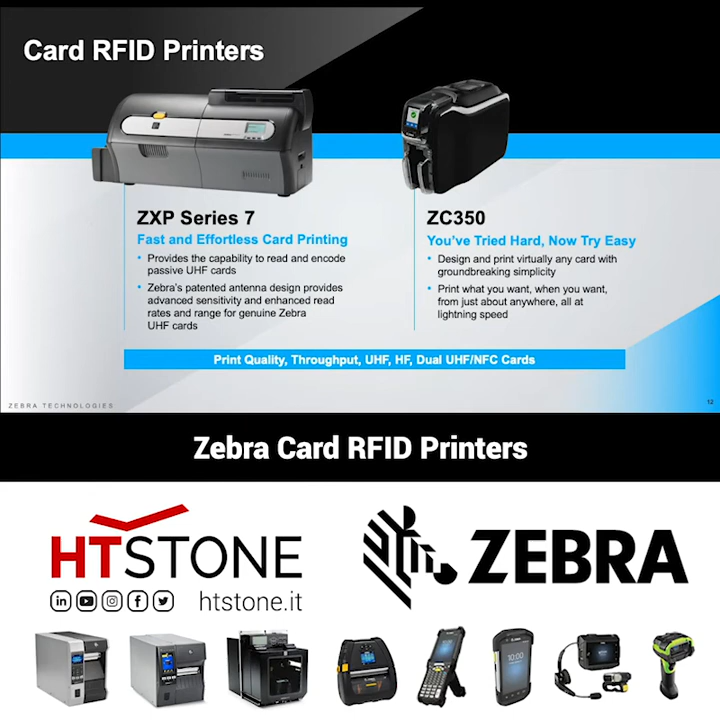 Card RFID Printers
ZXP Series 7
Fast and Effortless Card Printing
• Provides the capability to read and encode
passive UHF cards
• Zebra's patented antenna design provides
advanced sensitivity and enhanced read
rates and range for genuine Zebra
UHF cards
ZC350
You've Tried Hard, Now Try Easy
• Design and print virtually any card with
groundbreaking simplicity
• Print what you want, when you want,
from just about anywhere, all at
lightning speed
Print Quality, Throughput, UHF, HF, Dual UHF/NFC Cards
ZEBRA TECHNOLOGIES
12
Zebra Card RFID Printers
HTSTONE
htstone.it
ZEBRA
10:00